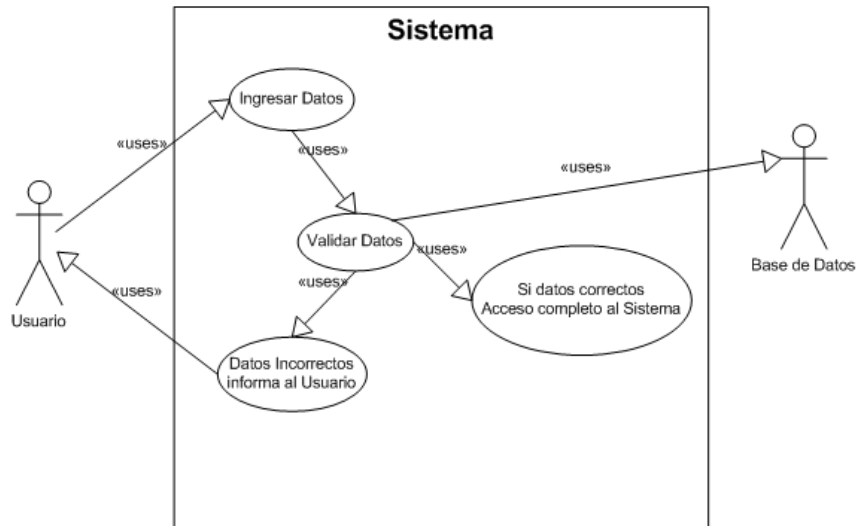 Sistema
Ingresar Datos
«uses»
«uses»
«uses»
Validar Datos
«uses»
Base de Datos
«uses»
Si datos correctos
Acceso completo al Sistema
«uses»
Usuario
Datos Incorrectos
informa al Usuario